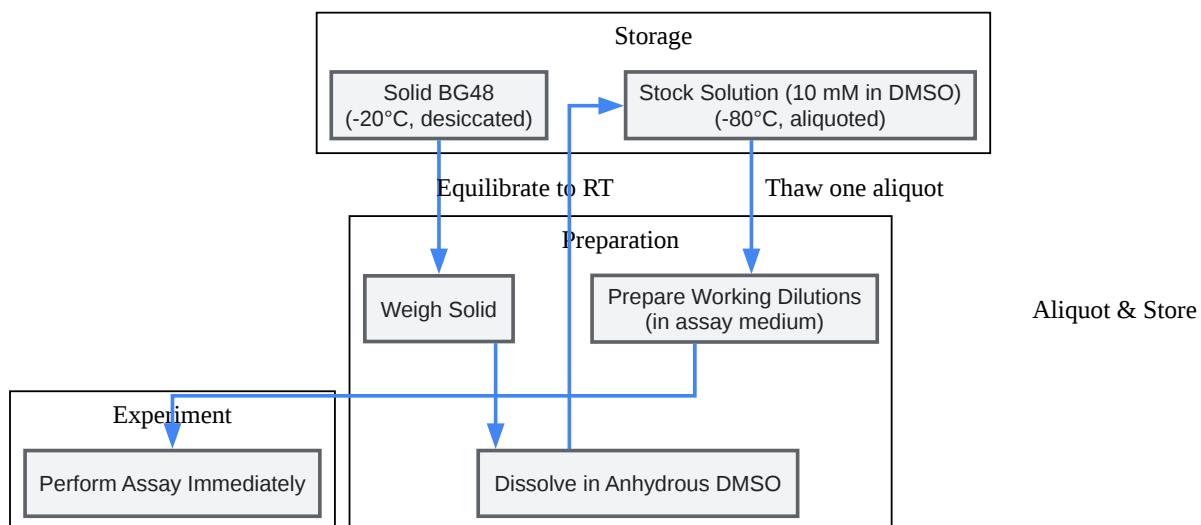 Storage
Solid BG48
(-20°C, desiccated)
Stock Solution (10 mM in DMSO)
(-80°C, aliquoted)
Equilibrate to RT
Thaw one aliquot
Preparation
Weigh Solid
Prepare Working Dilutions
(in assay medium)
Aliquot & Store
Experiment
Perform Assay Immediately
Dissolve in Anhydrous DMSO